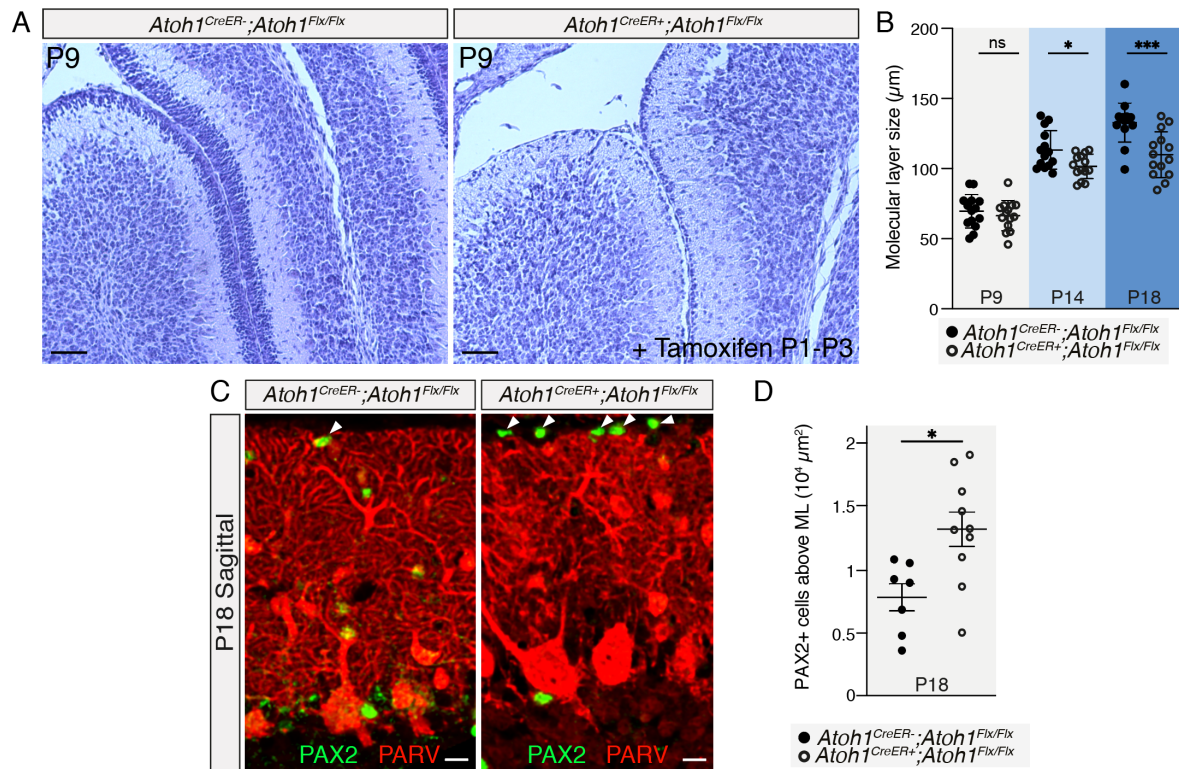 A
Atoh1CreER-;Atoh1Flx/Flx
Atoh1CreER+;Atoh1Flx/Flx
P9
P9
+ Tamoxifen P1-P3
B
Molecular layer size (µm)
200
150
100
50
0
ns
*
***
P9
P14
P18
Atoh1CreER-;Atoh1Flx/Flx
Atoh1CreER+;Atoh1Flx/Flx
C
Atoh1CreER-;Atoh1Flx/Flx
Atoh1CreER+;Atoh1Flx/Flx
P18 Sagittal
PAX2 PARV
PAX2 PARV
D
PAX2+ cells above ML (10⁴ µm²)
2
1.5
1
0.5
0
*
P18
Atoh1CreER-;Atoh1Flx/Flx
Atoh1CreER+;Atoh1Flx/Flx